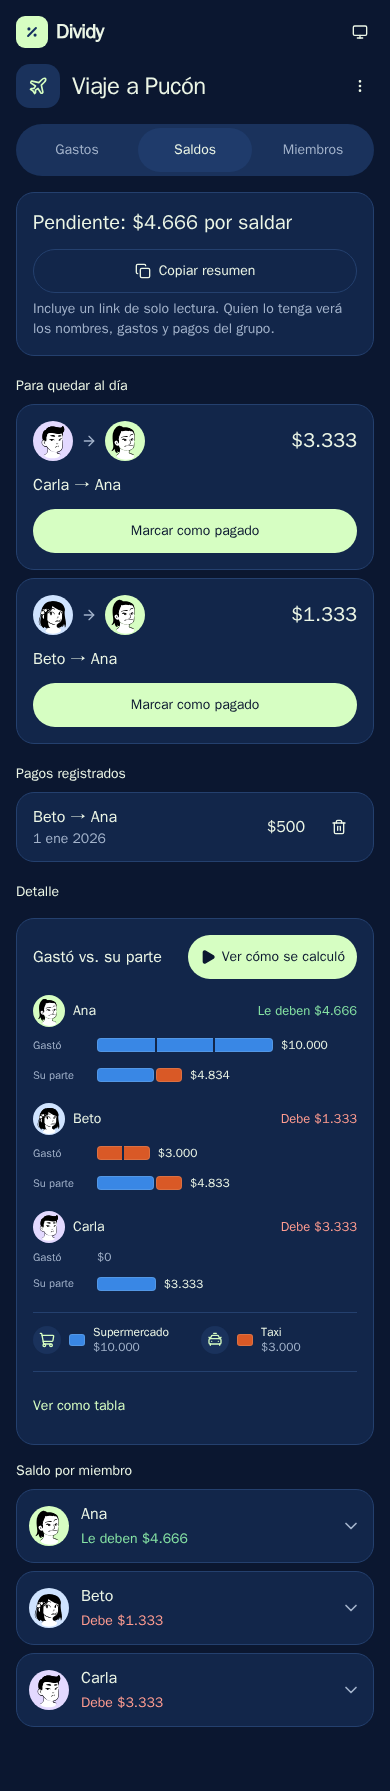 Dividy
Viaje a Pucón
Gastos
Saldos
Miembros
Pendiente: $4.666 por saldar
Copiar resumen
Incluye un link de solo lectura. Quien lo tenga verá
los nombres, gastos y pagos del grupo.
Para quedar al día
$3.333
Carla → Ana
Marcar como pagado
$1.333
Beto → Ana
Marcar como pagado
Pagos registrados
Beto → Ana
1 ene 2026
$500
Detalle
Gastó vs. su parte
Ver cómo se calculó
Ana
Le deben $4.666
Gastó
$10.000
Su parte
$4.834
Beto
Debe $1.333
Gastó
$3.000
Su parte
$4.833
Carla
Debe $3.333
Gastó
$0
Su parte
$3.333
Supermercado
$10.000
Taxi
$3.000
Ver como tabla
Saldo por miembro
Ana
Le deben $4.666
Beto
Debe $1.333
Carla
Debe $3.333